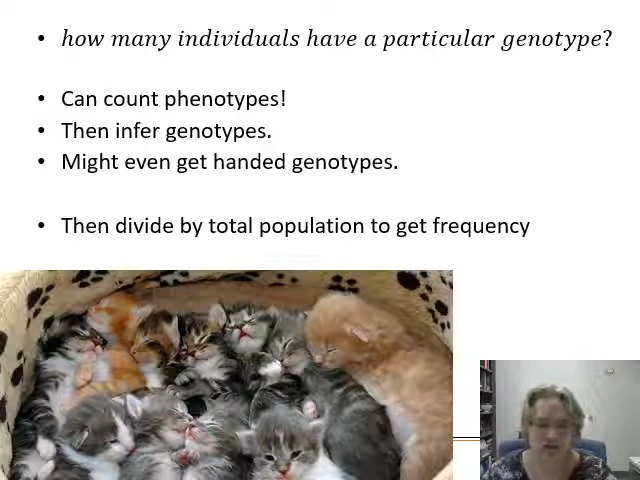 • how many individuals have a particular genotype?
• Can count phenotypes!
• Then infer genotypes.
• Might even get handed genotypes.
• Then divide by total population to get frequency